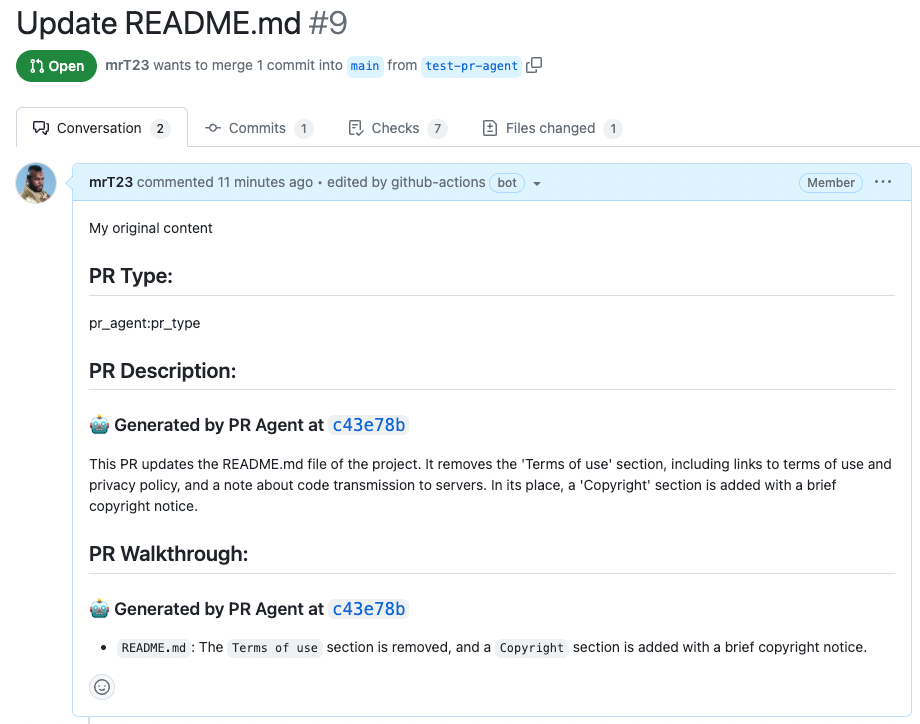 Update README.md #9
Open mrT23 wants to merge 1 commit into main from test-pr-agent
Conversation 2 Commits 1 Checks 7 Files changed 1
mrT23 commented 11 minutes ago • edited by github-actions bot Member ...
My original content
PR Type:
pr_agent:pr_type
PR Description:
🤖 Generated by PR Agent at c43e78b
This PR updates the README.md file of the project. It removes the 'Terms of use' section, including links to terms of use and
privacy policy, and a note about code transmission to servers. In its place, a 'Copyright' section is added with a brief
copyright notice.
PR Walkthrough:
🤖 Generated by PR Agent at c43e78b
• README.md : The Terms of use section is removed, and a Copyright section is added with a brief copyright notice.